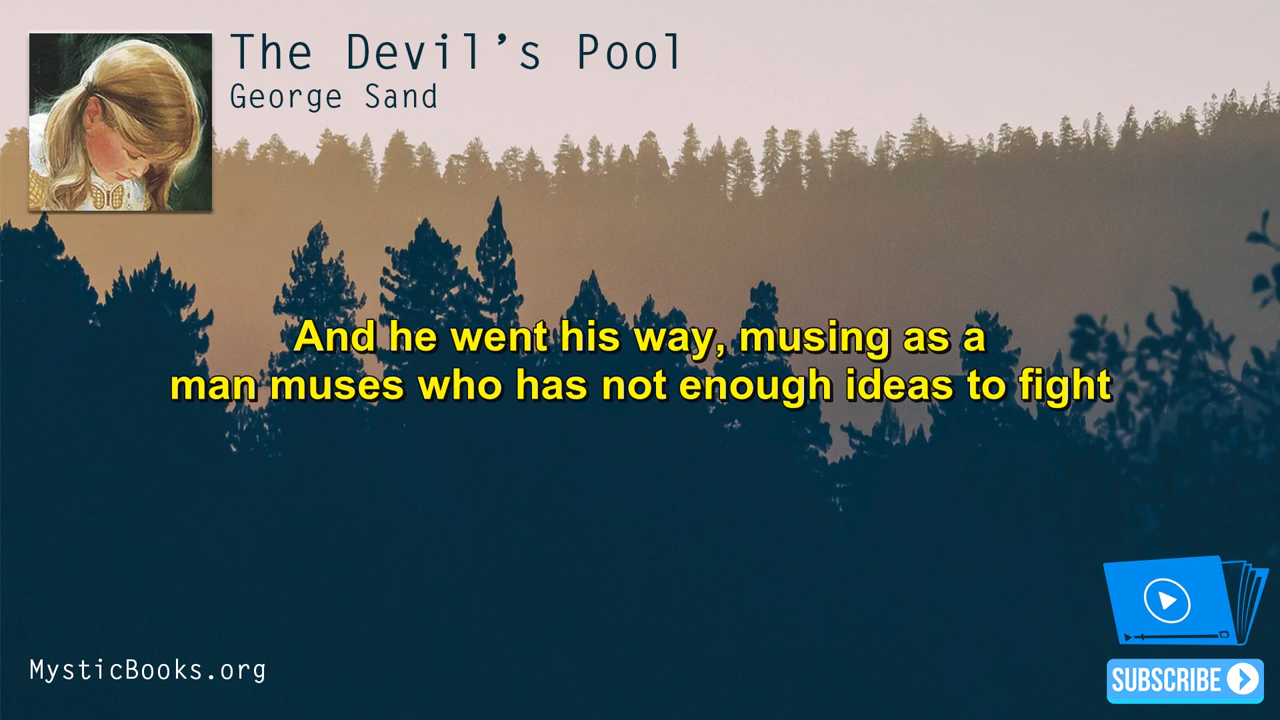 The Devil's Pool
George Sand
And he went his way, musing as a
man muses who has not enough ideas to fight
MysticBooks.org
SUBSCRIBE